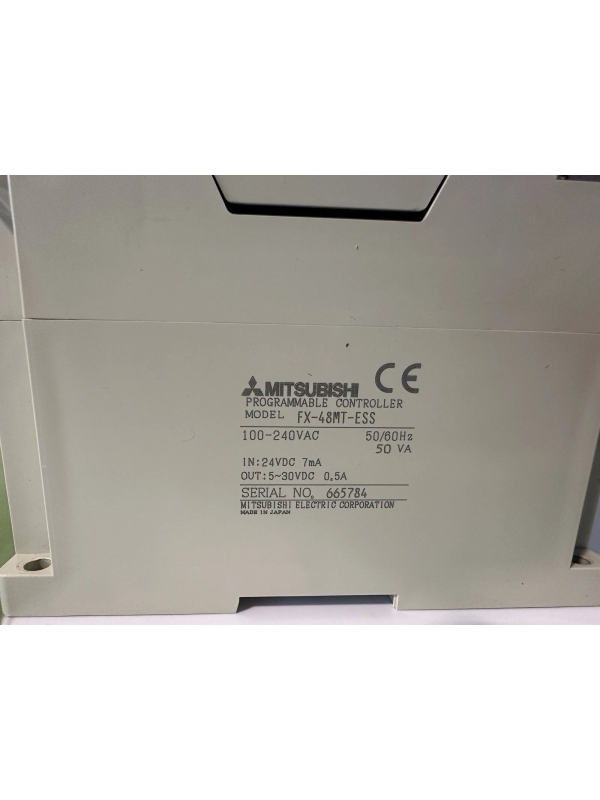 MITSUBISHI CE
PROGRAMMABLE CONTROLLER
MODEL FX-48MT-ESS
100-240VAC 50/60Hz
50 VA
IN:24VDC 7mA
OUT:5~30VDC 0.5A
SERIAL NO. 665784
MITSUBISHI ELECTRIC CORPORATION
MADE IN JAPAN